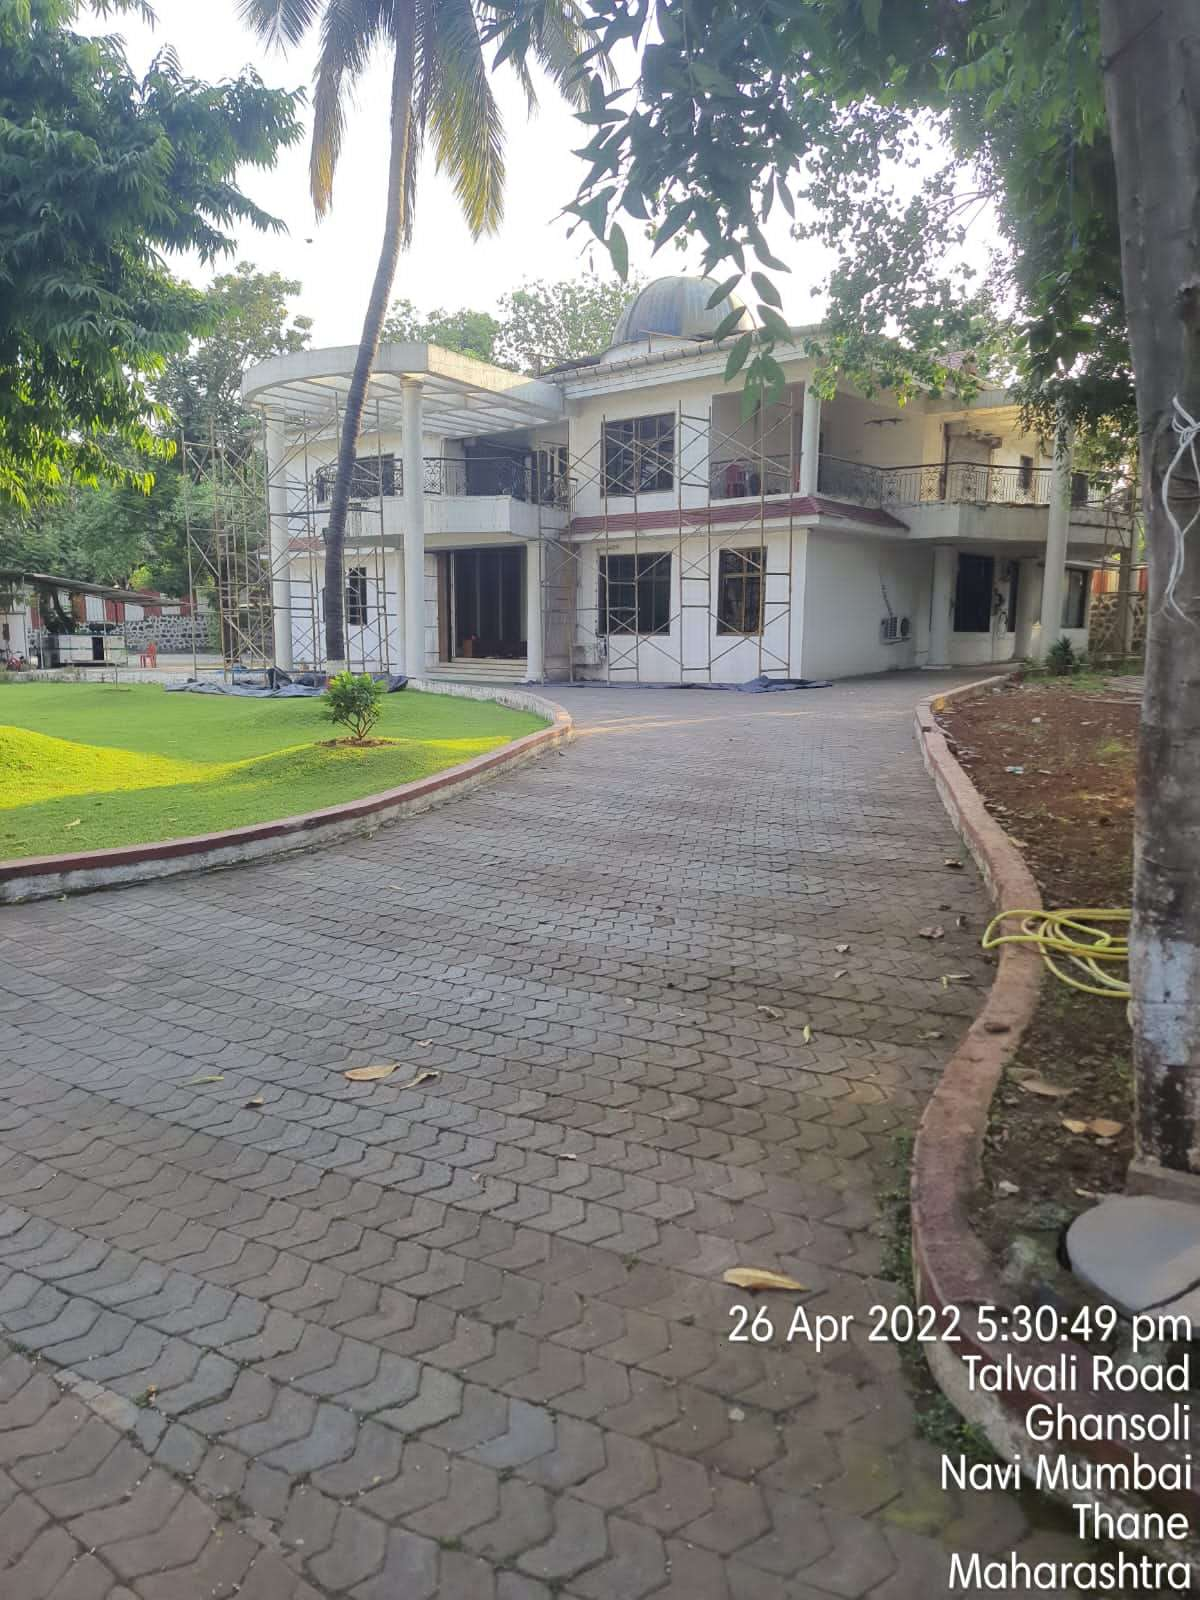 26 Apr 2022 5:30:49 pm
Talvali Road
Ghansoli
Navi Mumbai
Thane
Maharashtra